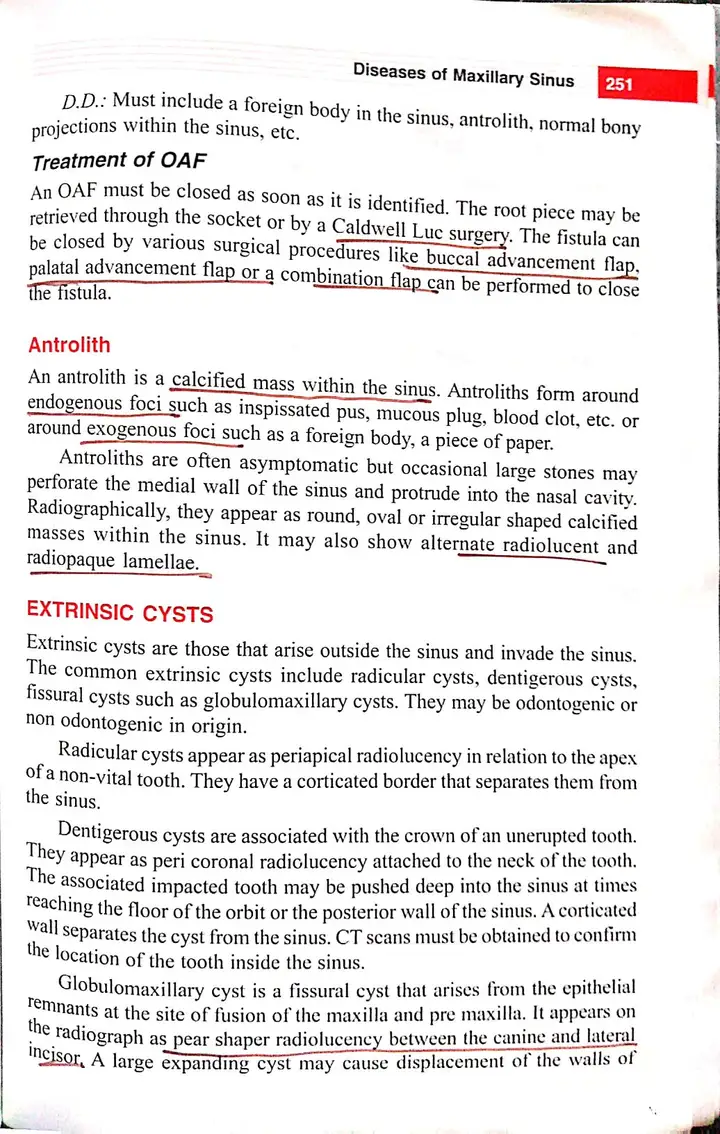 Diseases of Maxillary Sinus 251
D.D.: Must include a foreign body in the sinus, antrolith, normal bony
projections within the sinus, etc.
Treatment of OAF
An OAF must be closed as soon as it is identified. The root piece may be
retrieved through the socket or by a Caldwell Luc surgery. The fistula can
be closed by various surgical procedures like buccal advancement flap,
palatal advancement flap or a combination flap can be performed to close
the fistula.
Antrolith
An antrolith is a calcified mass within the sinus. Antroliths form around
endogenous foci such as inspissated pus, mucous plug, blood clot, etc. or
around exogenous foci such as a foreign body, a piece of paper.
Antroliths are often asymptomatic but occasional large stones may
perforate the medial wall of the sinus and protrude into the nasal cavity.
Radiographically, they appear as round, oval or irregular shaped calcified
masses within the sinus. It may also show alternate radiolucent and
radiopaque lamellae.
EXTRINSIC CYSTS
Extrinsic cysts are those that arise outside the sinus and invade the sinus.
The common extrinsic cysts include radicular cysts, dentigerous cysts,
fissural cysts such as globulomaxillary cysts. They may be odontogenic or
non odontogenic in origin.
Radicular cysts appear as periapical radiolucency in relation to the apex
of a non-vital tooth. They have a corticated border that separates them from
the sinus.
Dentigerous cysts are associated with the crown of an unerupted tooth.
They appear as peri coronal radiolucency attached to the neck of the tooth.
The associated impacted tooth may be pushed deep into the sinus at times
reaching the floor of the orbit or the posterior wall of the sinus. A corticated
wall separates the cyst from the sinus. CT scans must be obtained to confirm
the location of the tooth inside the sinus.
Globulomaxillary cyst is a fissural cyst that arises from the epithelial
remnants at the site of fusion of the maxilla and pre maxilla. It appears on
the radiograph as pear shaper radiolucency between the canine and lateral
incisor. A large expanding cyst may cause displacement of the walls of